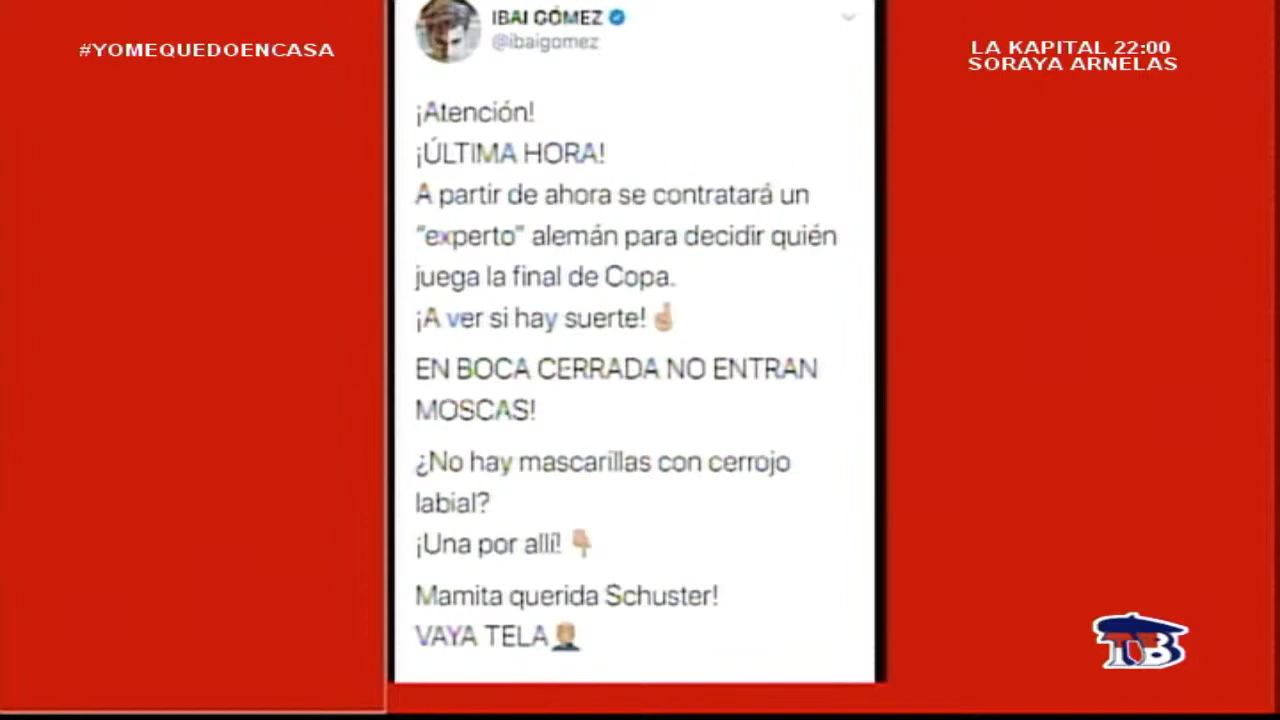 #YOMEQUEDOENCASA
LA KAPITAL 22:00
SORAYA ARNELAS
IBAI GÓMEZ
@ibaigomez
¡Atención!
¡ÚLTIMA HORA!
A partir de ahora se contratará un
"experto" alemán para decidir quién
juega la final de Copa.
¡A ver si hay suerte! ☝🏼
EN BOCA CERRADA NO ENTRAN
MOSCAS!
¿No hay mascarillas con cerrojo
labial?
¡Una por allí! 👇🏼
Mamita querida Schuster!
VAYA TELA🤦🏼‍♂️
TB